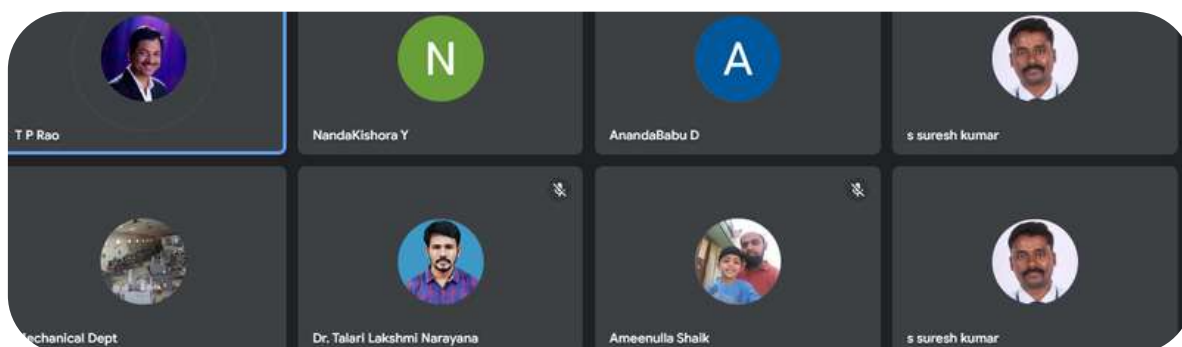 N
A
T P Rao
NandaKishora Y
AnandaBabu D
s suresh kumar
echanical Dept
Dr. Talari Lakshmi Narayana
Ameenulla Shaik
s suresh kumar